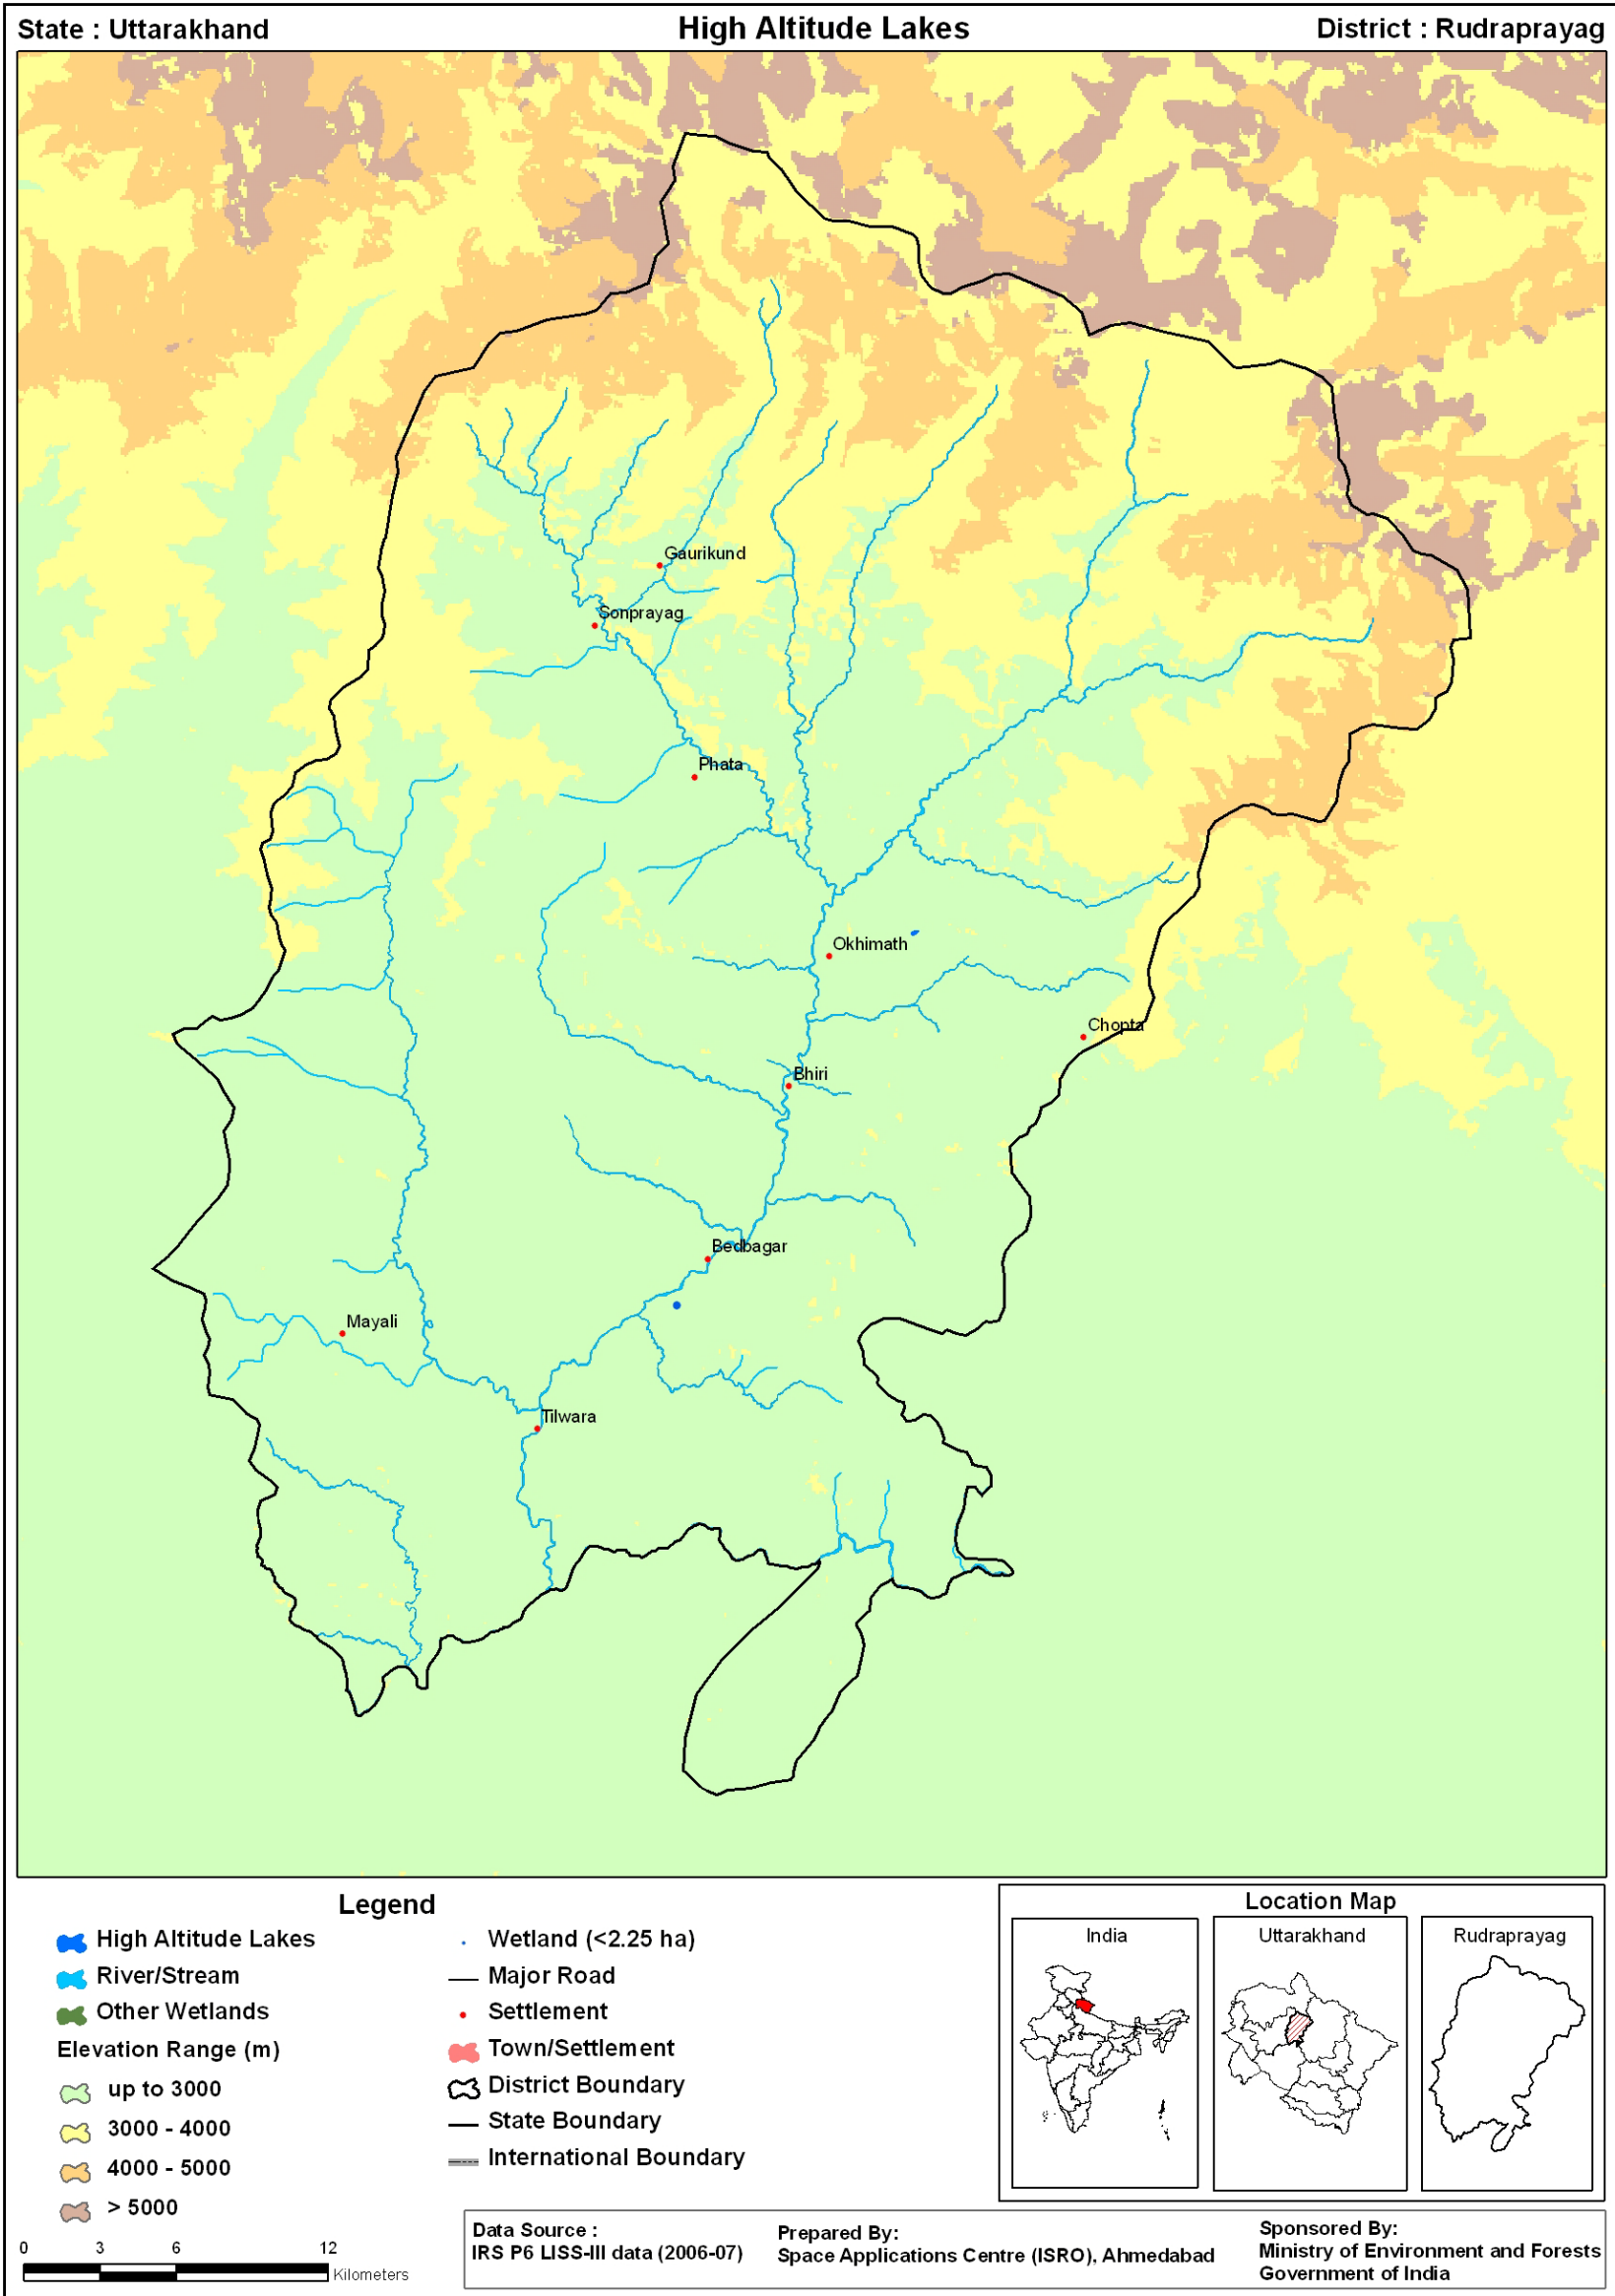 State : Uttarakhand
High Altitude Lakes
District : Rudraprayag
Gaurikund
Sonprayag
Phata
Okhimath
Chopta
Bhiri
Bedbagar
Mayali
Tilwara
Legend
High Altitude Lakes
River/Stream
Other Wetlands
Elevation Range (m)
up to 3000
3000 - 4000
4000 - 5000
> 5000
Wetland (<2.25 ha)
Major Road
Settlement
Town/Settlement
District Boundary
State Boundary
International Boundary
0 3 6 12
Kilometers
Location Map
India
Uttarakhand
Rudraprayag
Data Source :
IRS P6 LISS-III data (2006-07)
Prepared By:
Space Applications Centre (ISRO), Ahmedabad
Sponsored By:
Ministry of Environment and Forests
Government of India